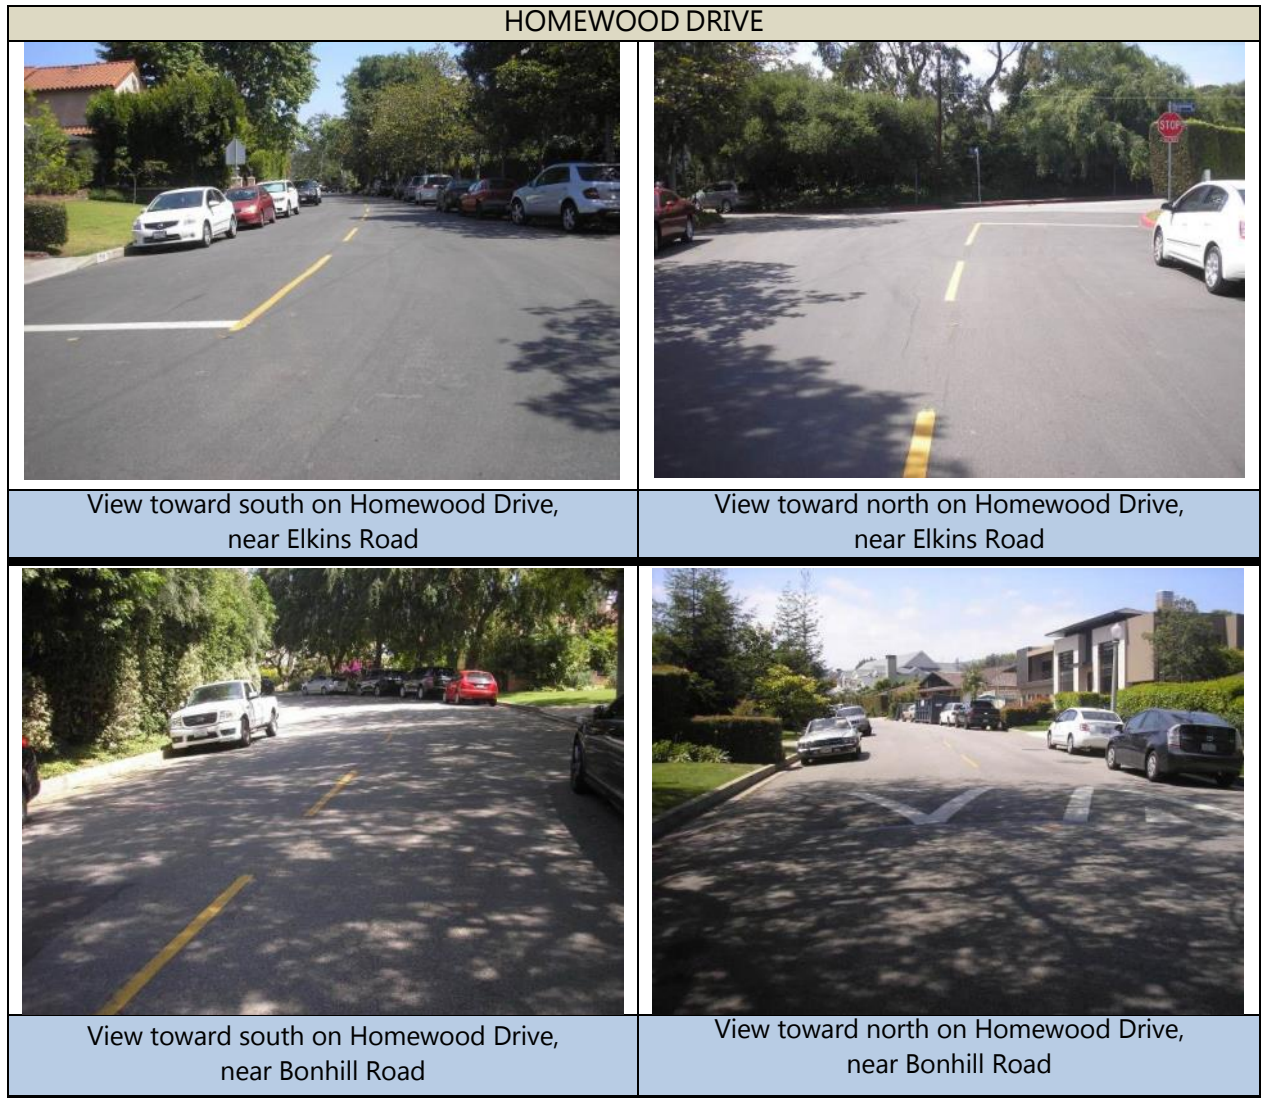 HOMEWOOD DRIVE
STOP
View toward south on Homewood Drive,
near Elkins Road
View toward north on Homewood Drive,
near Elkins Road
View toward south on Homewood Drive,
near Bonhill Road
View toward north on Homewood Drive,
near Bonhill Road